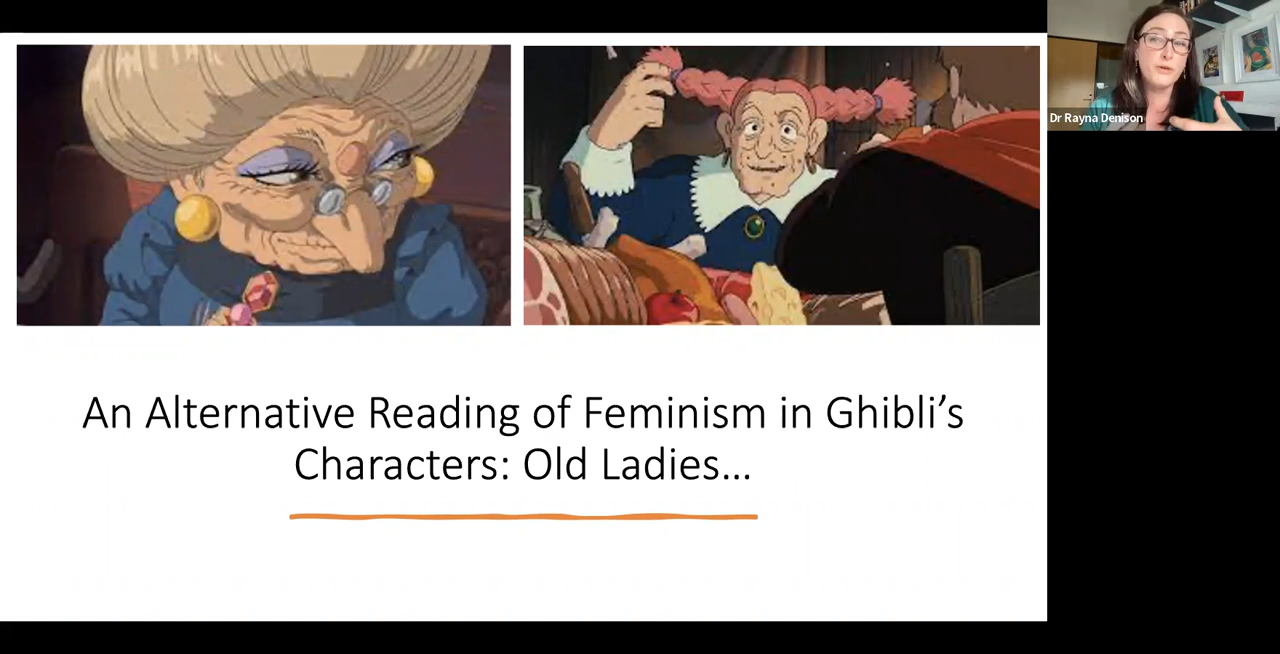 Dr Rayna Denison
An Alternative Reading of Feminism in Ghibli’s
Characters: Old Ladies…